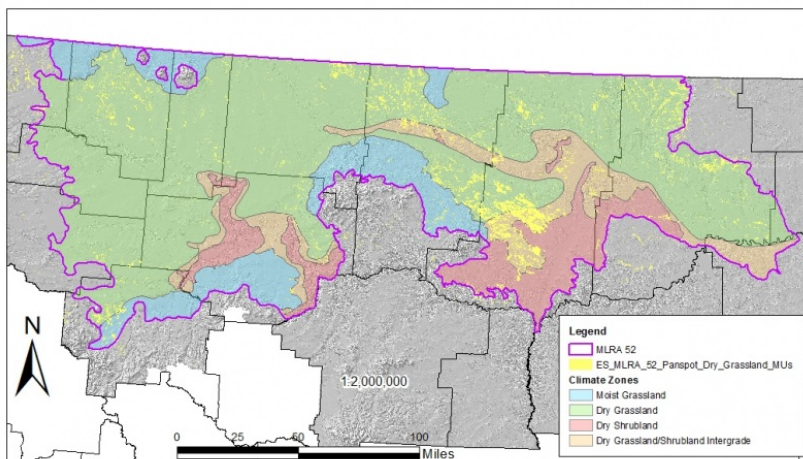 N
1:2,000,000
0 50 100
Miles
Legend
MLRA 52
ES_MLRA_52_Panspot_Dry_Grassland_MUs
Climate Zones
Moist Grassland
Dry Grassland
Dry Shrubland
Dry Grassland/Shrubland Intergrade